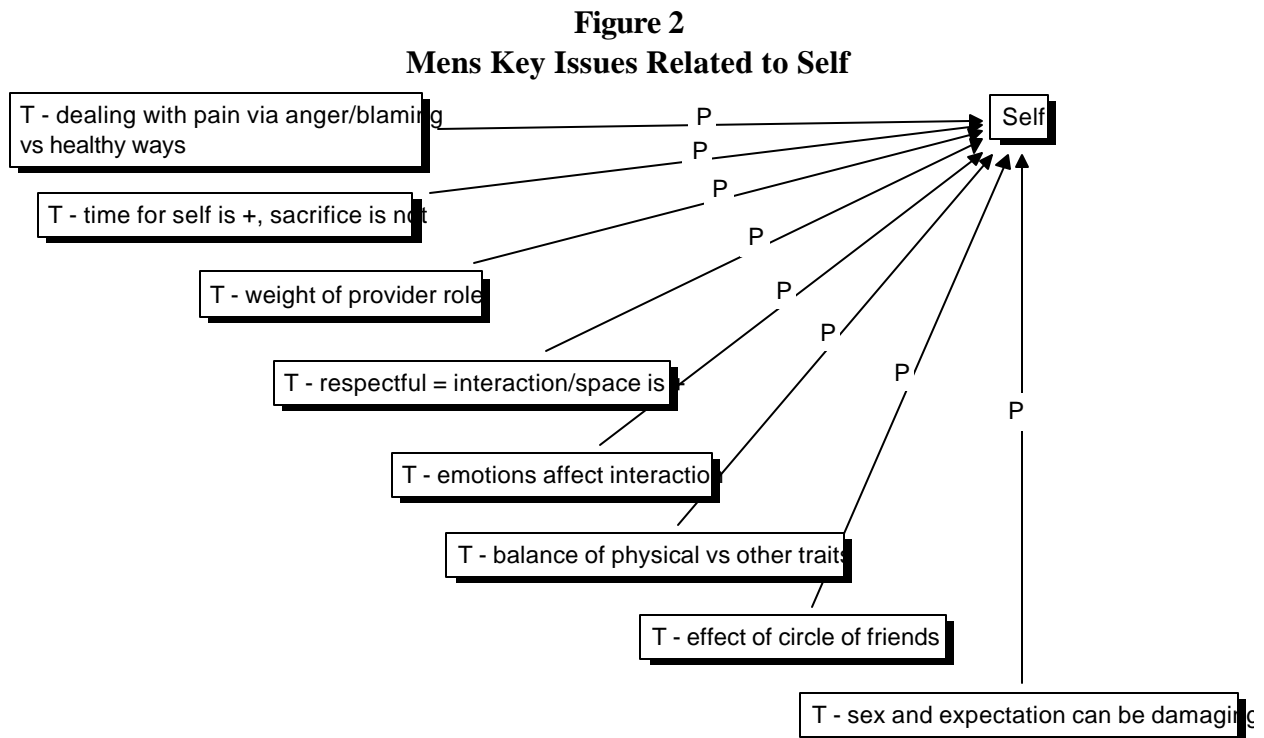 Figure 2
Mens Key Issues Related to Self
T - dealing with pain via anger/blaming
vs healthy ways
P
Self
P
T - time for self is +, sacrifice is not
P
T - weight of provider role
P
T - respectful = interaction/space is +
P
T - emotions affect interaction
P
T - balance of physical vs other traits
P
T - effect of circle of friends
P
T - sex and expectation can be damaging